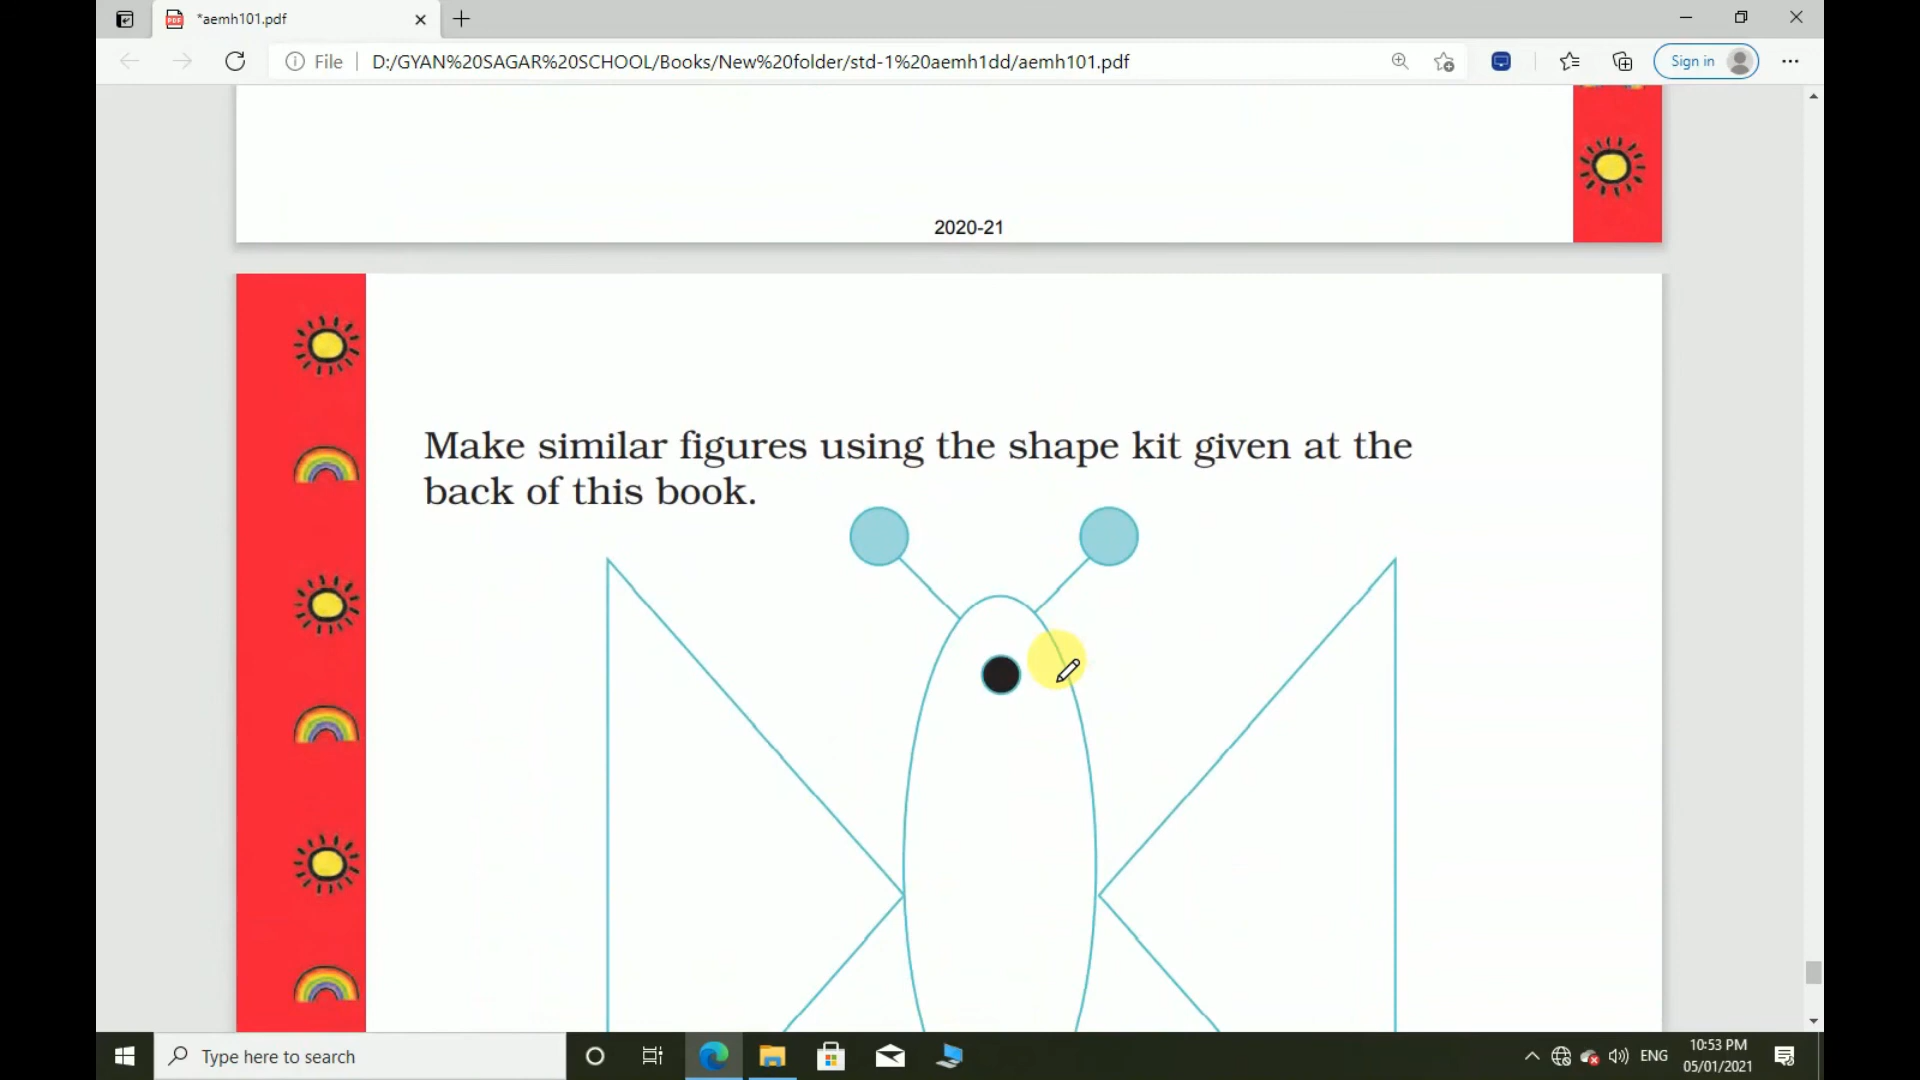 *aemh101.pdf
File
D:/GYAN%20SAGAR%20SCHOOL/Books/New%20folder/std-1%20aemh1dd/aemh101.pdf
Sign in
2020-21
Make similar figures using the shape kit given at the
back of this book.
Type here to search
ENG
10:53 PM
05/01/2021